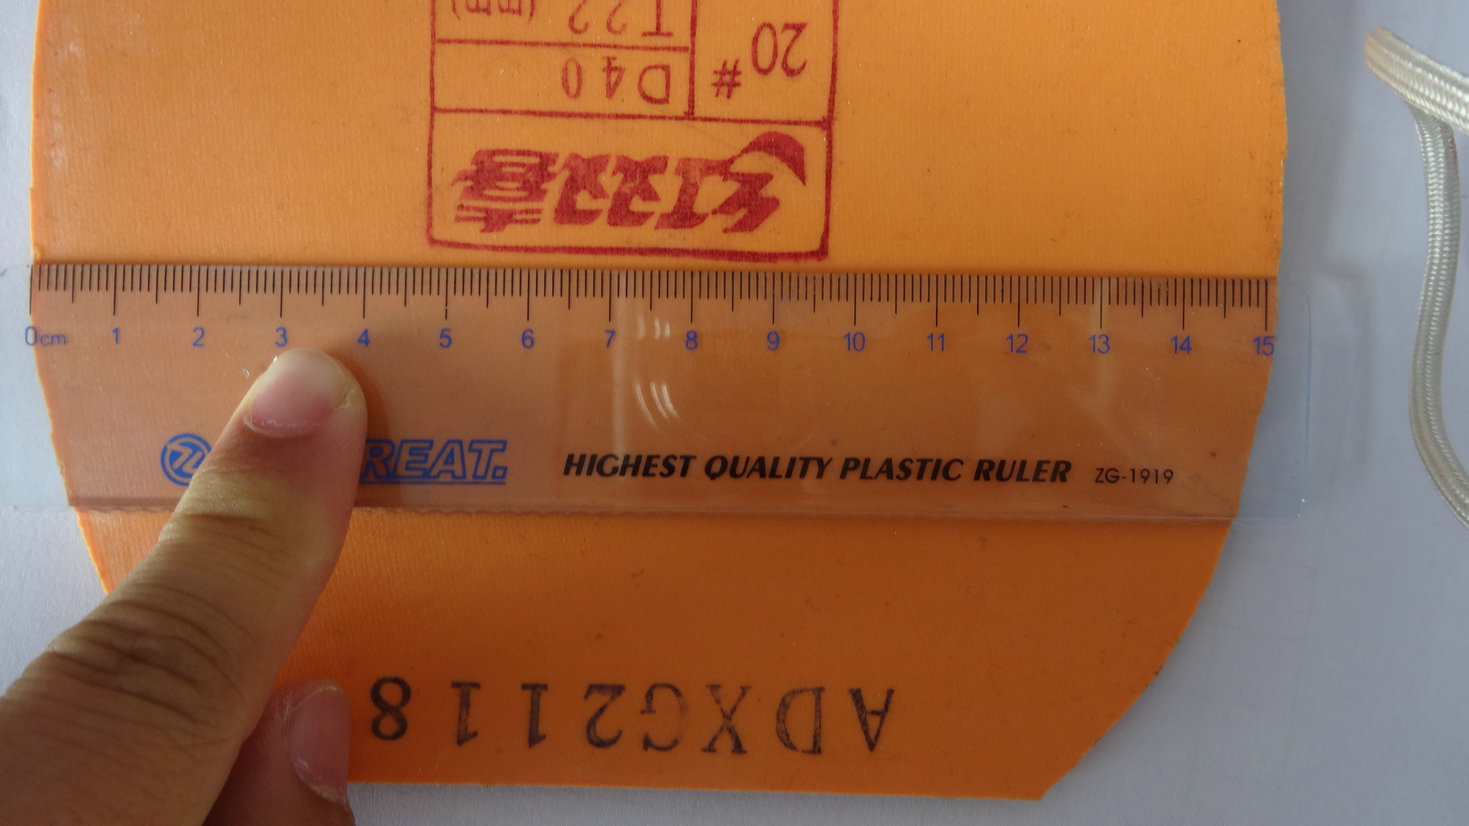 红双喜
20#
D40
T22 (mm)
0cm 1 2 3 4 5 6 7 8 9 10 11 12 13 14 15
REAT.
HIGHEST QUALITY PLASTIC RULER ZG-1919
ADXG2118